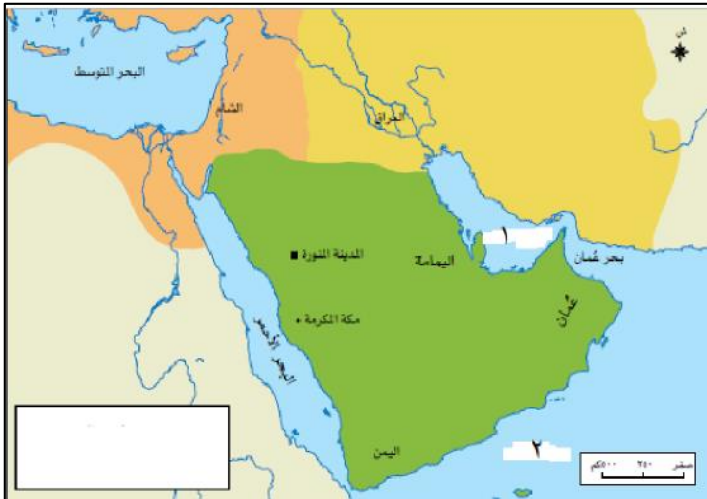 ش
البحر المتوسط
الشام
العراق
١
بحر عُمان
المدينة المنورة
اليمامة
عُمان
مكة المكرمة
البحر الأحمر
اليمن
٢
صفر ٢٥٠ ٥٠٠كم